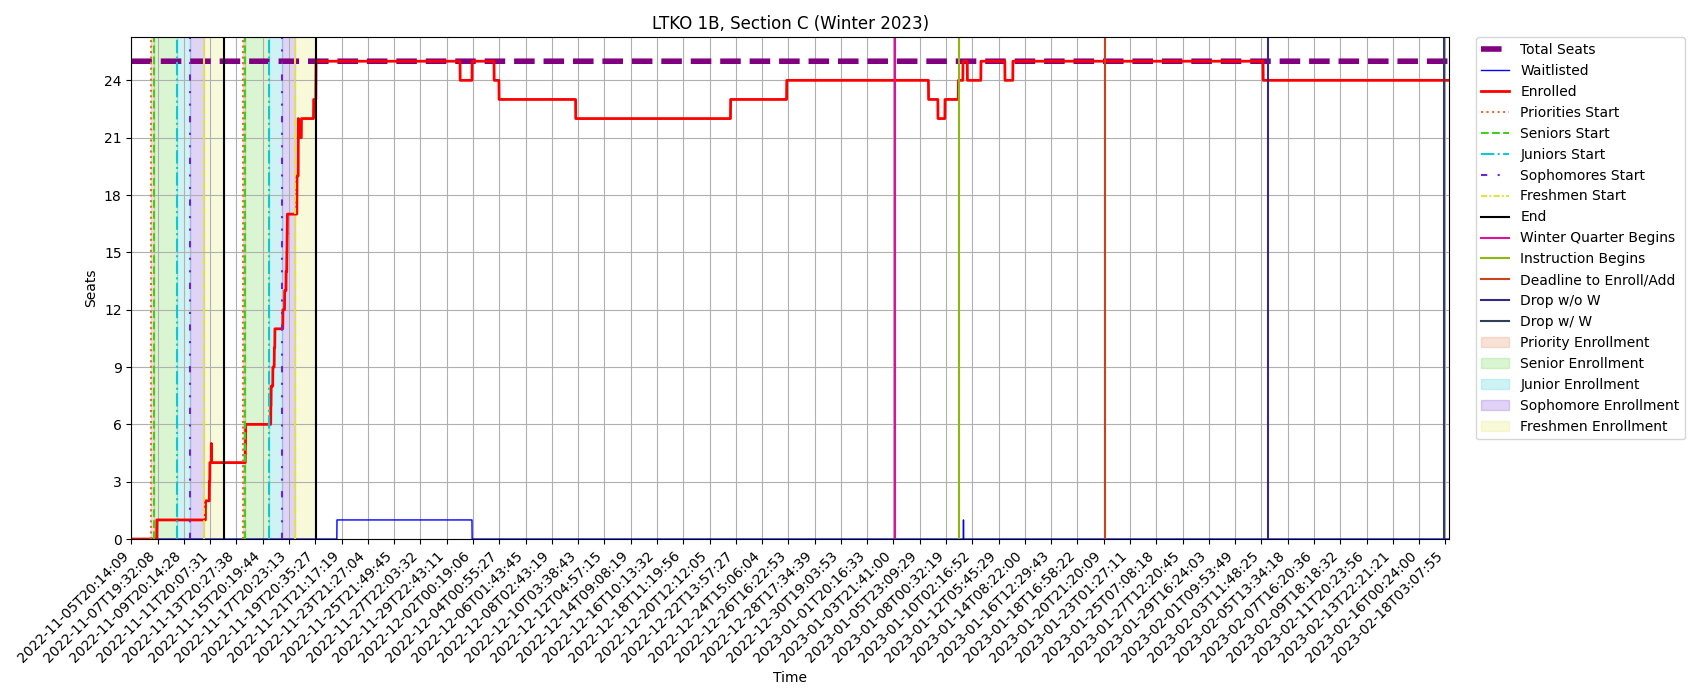 LTKO 1B, Section C (Winter 2023)
Seats
24
21
18
15
12
9
6
3
0
2022-11-05T20:14:09
2022-11-07T19:32:08
2022-11-09T20:14:28
2022-11-11T20:07:31
2022-11-13T20:27:38
2022-11-15T20:19:44
2022-11-17T20:23:13
2022-11-19T20:35:27
2022-11-21T21:17:19
2022-11-23T21:27:04
2022-11-25T21:49:45
2022-11-27T22:03:32
2022-11-29T22:43:11
2022-12-02T00:19:06
2022-12-04T00:55:27
2022-12-06T01:43:45
2022-12-08T02:43:19
2022-12-10T03:38:43
2022-12-12T04:57:15
2022-12-14T09:08:19
2022-12-16T10:13:32
2022-12-18T11:19:56
2022-12-20T12:12:05
2022-12-22T13:57:27
2022-12-24T15:06:04
2022-12-26T16:22:53
2022-12-28T17:34:39
2022-12-30T19:03:53
2023-01-01T20:16:33
2023-01-03T21:41:00
2023-01-05T23:09:29
2023-01-08T00:32:19
2023-01-10T02:16:52
2023-01-12T05:45:29
2023-01-14T08:22:00
2023-01-16T12:29:43
2023-01-18T16:58:22
2023-01-20T21:20:09
2023-01-23T01:27:11
2023-01-25T07:08:18
2023-01-27T12:20:45
2023-01-29T16:24:03
2023-02-01T09:53:49
2023-02-03T11:48:25
2023-02-05T13:34:18
2023-02-07T16:20:36
2023-02-09T18:18:32
2023-02-11T20:23:56
2023-02-13T22:21:21
2023-02-16T00:24:00
2023-02-18T03:07:55
Time
Total Seats
Waitlisted
Enrolled
Priorities Start
Seniors Start
Juniors Start
Sophomores Start
Freshmen Start
End
Winter Quarter Begins
Instruction Begins
Deadline to Enroll/Add
Drop w/o W
Drop w/ W
Priority Enrollment
Senior Enrollment
Junior Enrollment
Sophomore Enrollment
Freshmen Enrollment